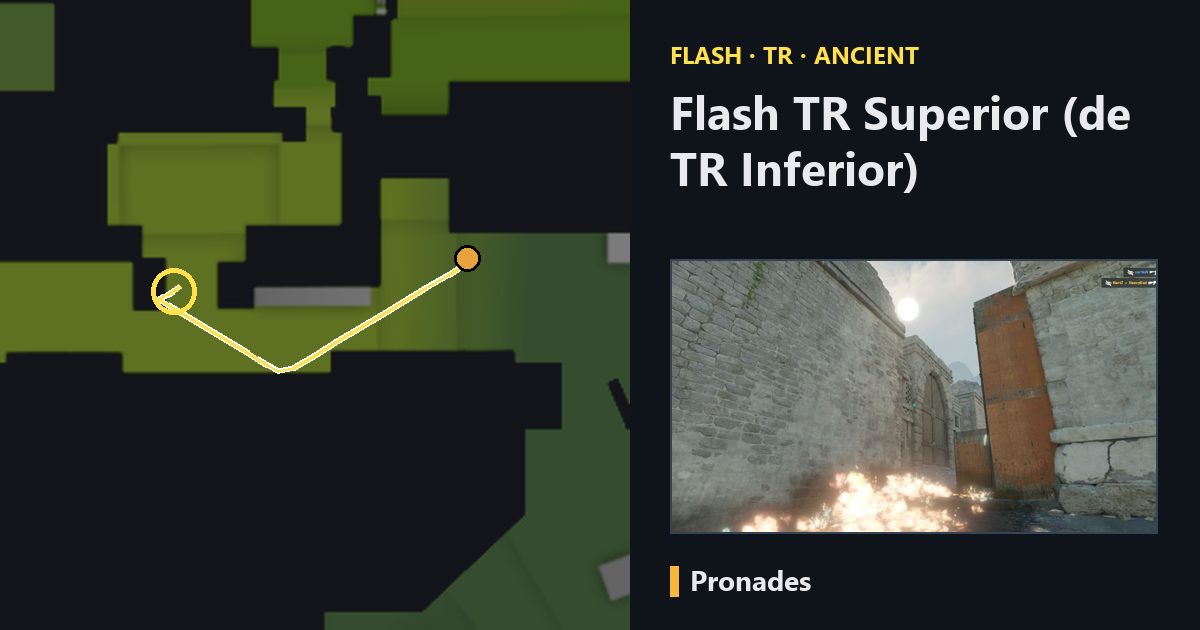 FLASH · TR · ANCIENT
Flash TR Superior (de
TR Inferior)
Pronades